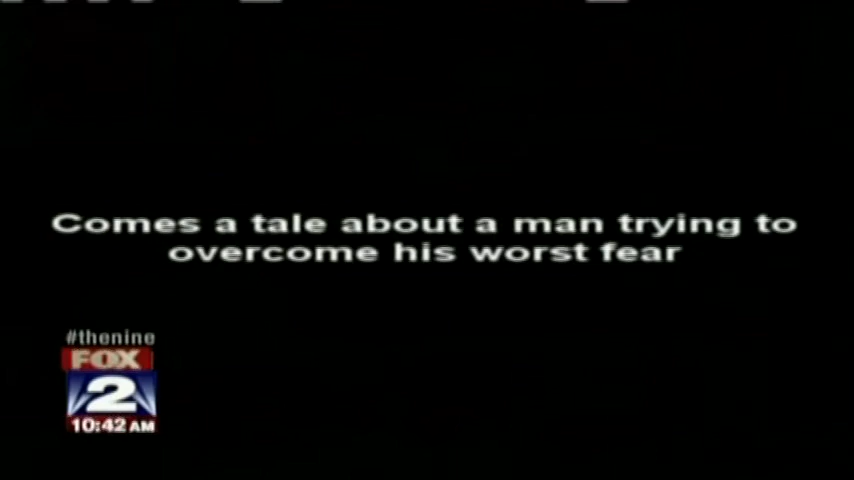 Comes a tale about a man trying to
overcome his worst fear
#thenine
FOX
2
10:42 AM